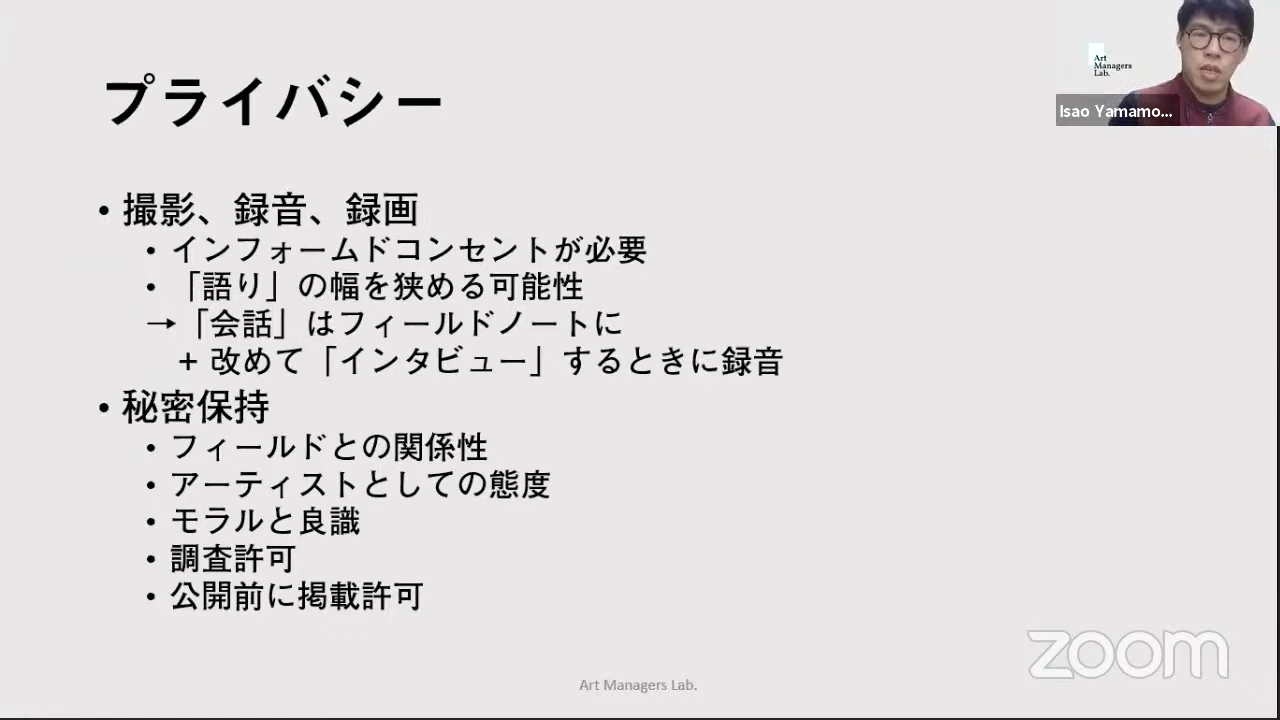 プライバシー
Art
Managers
Lab.
Isao Yamamo...
• 撮影、録音、録画
• インフォームドコンセントが必要
• 「語り」の幅を狭める可能性
→「会話」はフィールドノートに
+ 改めて「インタビュー」するときに録音
• 秘密保持
• フィールドとの関係性
• アーティストとしての態度
• モラルと良識
• 調査許可
• 公開前に掲載許可
zoom
Art Managers Lab.